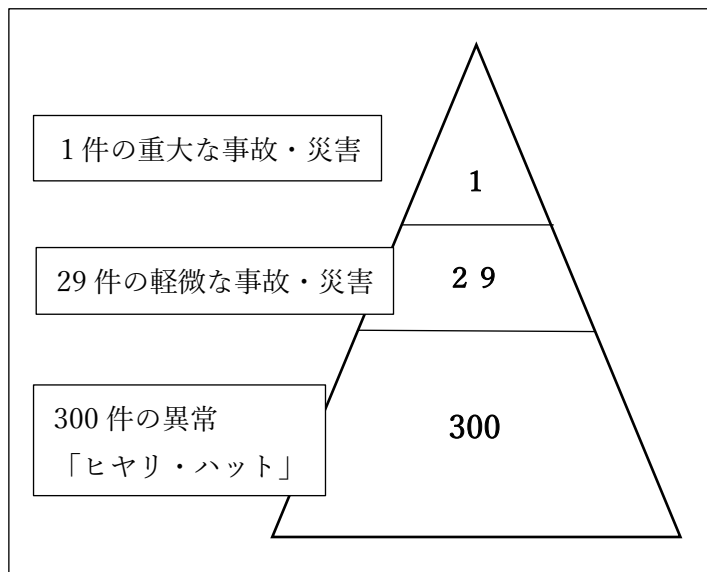 1件の重大な事故・災害
1
29件の軽微な事故・災害
２９
300件の異常
「ヒヤリ・ハット」
300